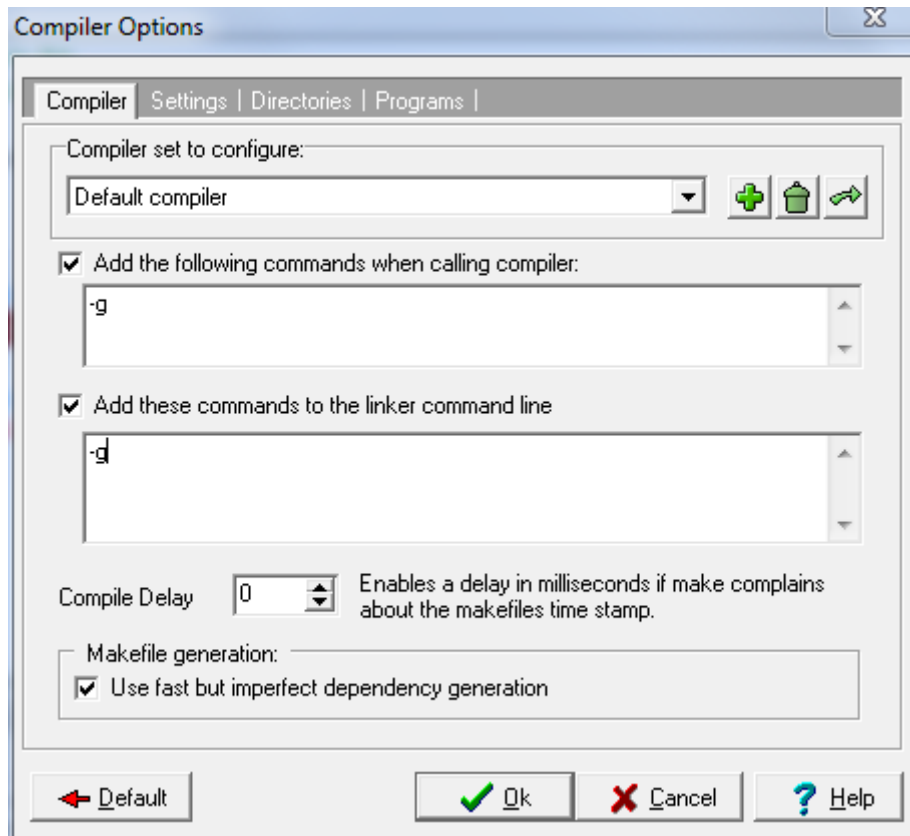 Compiler Options
Compiler Settings | Directories | Programs |
Compiler set to configure:
Default compiler
Add the following commands when calling compiler:
-g
Add these commands to the linker command line
-g
Compile Delay 0 Enables a delay in milliseconds if make complains
about the makefiles time stamp.
Makefile generation:
Use fast but imperfect dependency generation
Default Ok Cancel Help